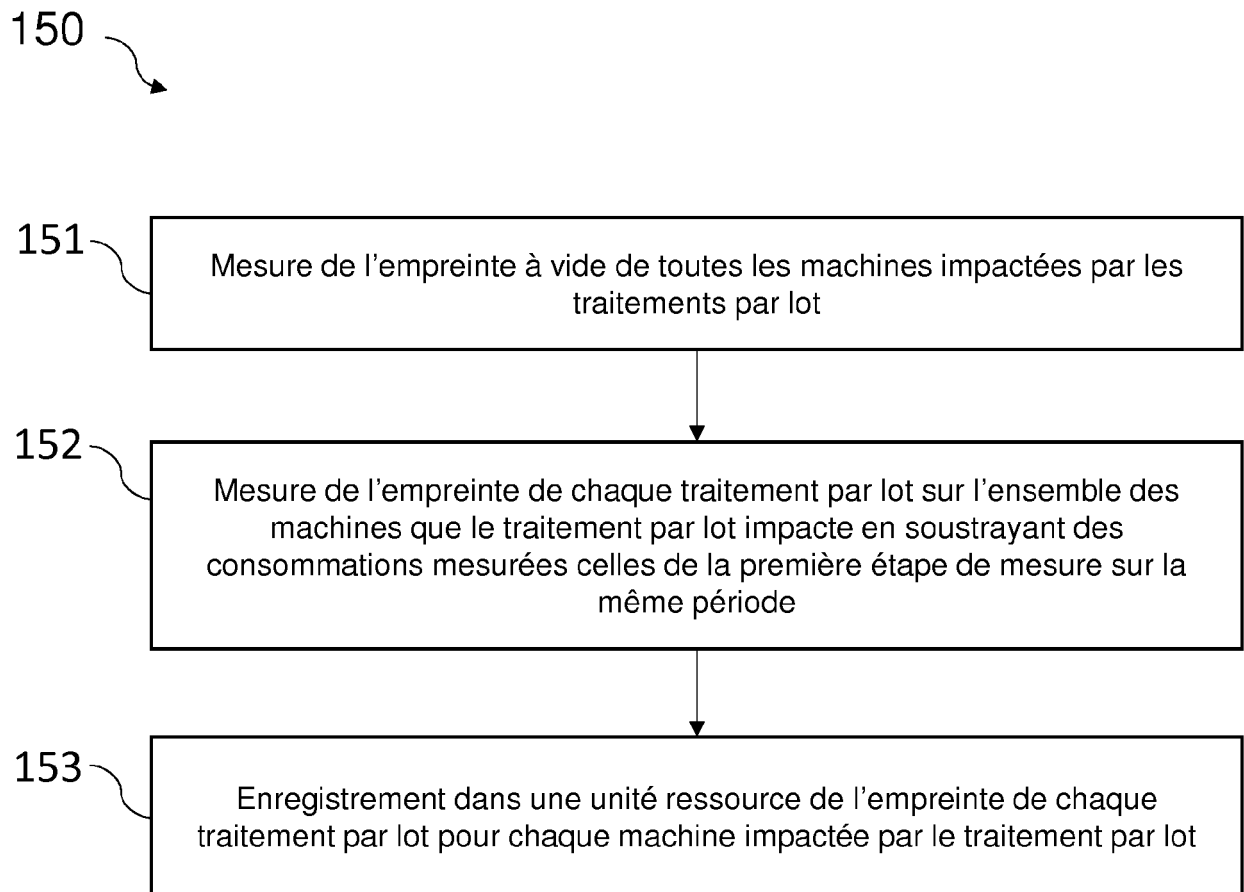 150
151
Mesure de l’empreinte à vide de toutes les machines impactées par les
traitements par lot
152
Mesure de l’empreinte de chaque traitement par lot sur l’ensemble des
machines que le traitement par lot impacte en soustrayant des
consommations mesurées celles de la première étape de mesure sur la
même période
153
Enregistrement dans une unité ressource de l’empreinte de chaque
traitement par lot pour chaque machine impactée par le traitement par lot